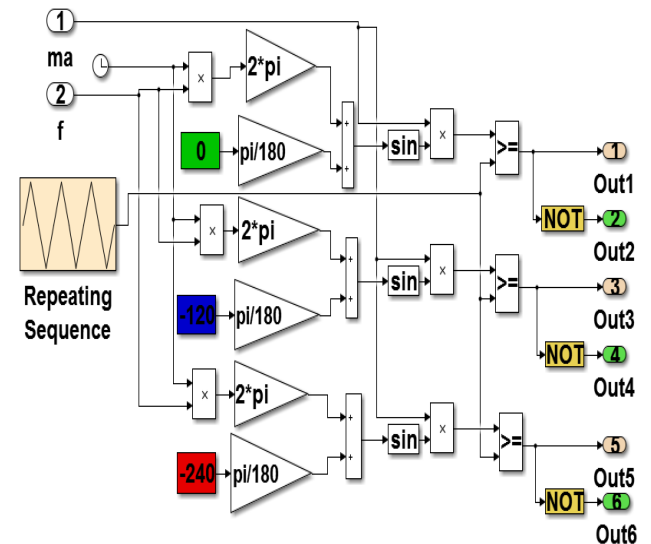 1
ma
2
f
×
2*pi
0
pi/180
+
+
sin
×
>=
1
Out1
NOT
2
Out2
Repeating
Sequence
×
2*pi
-120
pi/180
+
+
sin
×
>=
3
Out3
NOT
4
Out4
×
2*pi
-240
pi/180
+
+
sin
×
>=
5
Out5
NOT
6
Out6